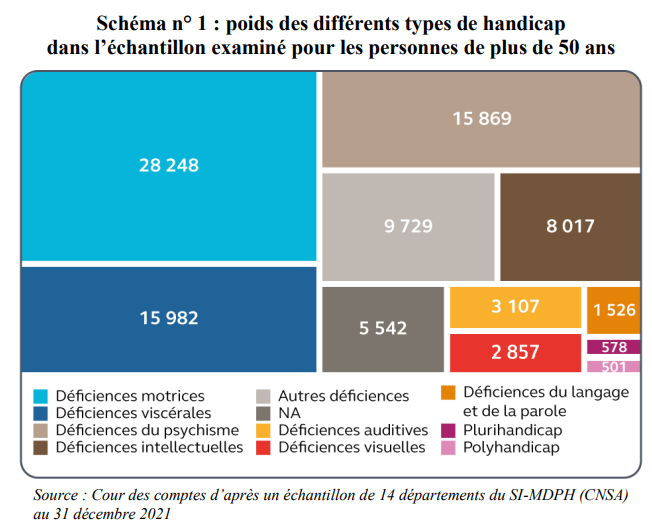 Schéma n° 1 : poids des différents types de handicap
dans l’échantillon examiné pour les personnes de plus de 50 ans
28 248
15 869
9 729
8 017
15 982
5 542
3 107
2 857
1 526
578
501
Déficiences motrices
Déficiences viscérales
Déficiences du psychisme
Déficiences intellectuelles
Autres déficiences
NA
Déficiences auditives
Déficiences visuelles
Déficiences du langage
et de la parole
Plurihandicap
Polyhandicap
Source : Cour des comptes d’après un échantillon de 14 départements du SI-MDPH (CNSA)
au 31 décembre 2021